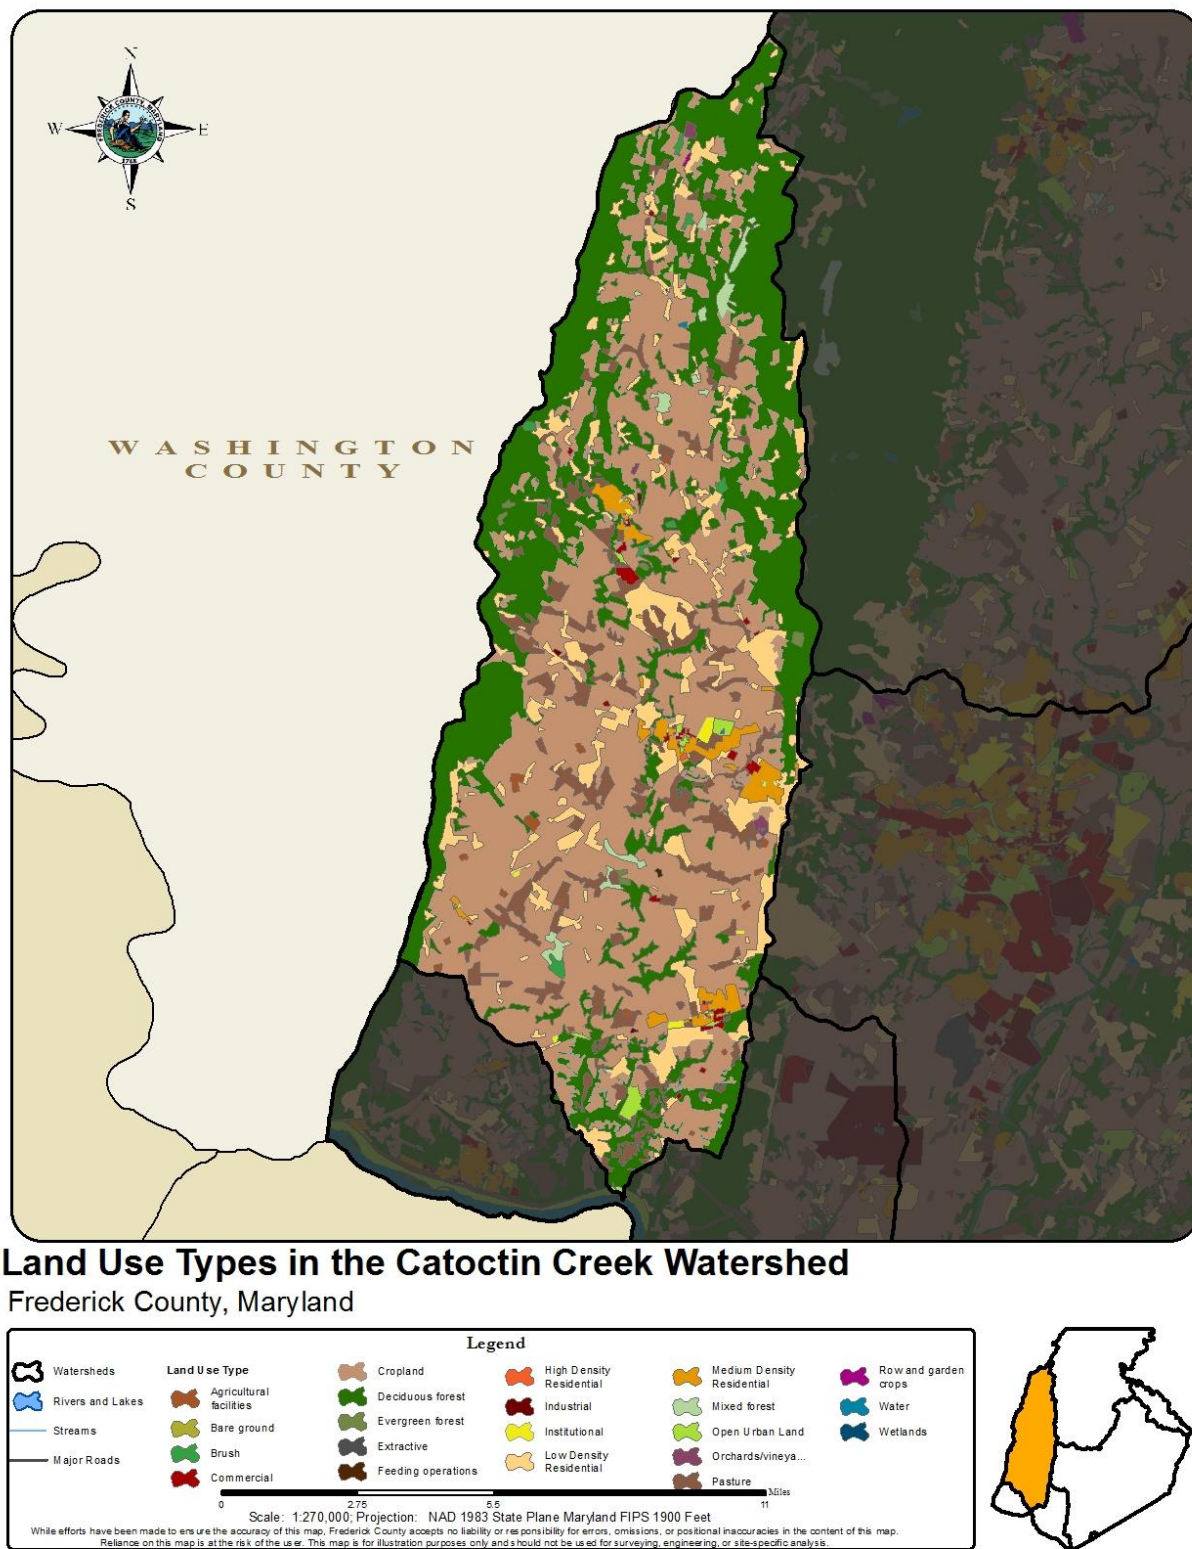 N
W
E
S
FREDERICK COUNTY, MARYLAND
1748
WASHINGTON
COUNTY
Land Use Types in the Catoctin Creek Watershed
Frederick County, Maryland
Legend
Watersheds
Rivers and Lakes
Streams
Major Roads
Land Use Type
Agricultural
facilities
Bare ground
Brush
Commercial
Cropland
Deciduous forest
Evergreen forest
Extractive
Feeding operations
High Density
Residential
Industrial
Institutional
Low Density
Residential
Medium Density
Residential
Mixed forest
Open Urban Land
Orchards/vineya...
Pasture
Row and garden
crops
Water
Wetlands
Miles
0 2.75 5.5 11
Scale: 1:270,000; Projection: NAD 1983 State Plane Maryland FIPS 1900 Feet
While efforts have been made to ensure the accuracy of this map, Frederick County accepts no liability or responsibility for errors, omissions, or positional inaccuracies in the content of this map.
Reliance on this map is at the risk of the user. This map is for illustration purposes only and should not be used for surveying, engineering, or site-specific analysis.